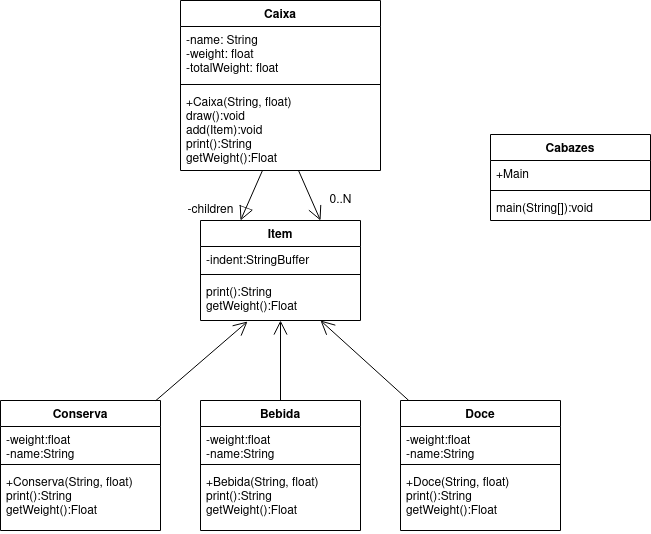 Caixa
-name: String
-weight: float
-totalWeight: float
+Caixa(String, float)
draw():void
add(Item):void
print():String
getWeight():Float
Cabazes
+Main
main(String[]):void
-children
0..N
Item
-indent:StringBuffer
print():String
getWeight():Float
Conserva
-weight:float
-name:String
+Conserva(String, float)
print():String
getWeight():Float
Bebida
-weight:float
-name:String
+Bebida(String, float)
print():String
getWeight():Float
Doce
-weight:float
-name:String
+Doce(String, float)
print():String
getWeight():Float